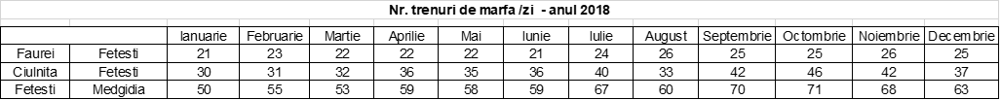 Nr. trenuri de marfa /zi - anul 2018
Ianuarie Februarie Martie Aprilie Mai Iunie Iulie August Septembrie Octombrie Noiembrie Decembrie
Faurei Fetesti 21 23 22 22 22 21 24 26 25 25 26 25
Ciulnita Fetesti 30 31 32 36 35 36 40 33 42 46 42 37
Fetesti Medgidia 50 55 53 59 58 59 67 60 70 71 68 63